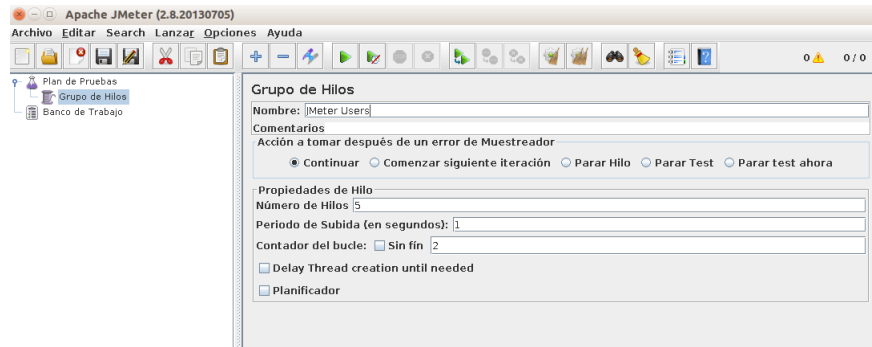 Apache JMeter (2.8.20130705)
Archivo Editar Search Lanzar Opciones Ayuda
0 0 / 0
Plan de Pruebas
Grupo de Hilos
Banco de Trabajo
Grupo de Hilos
Nombre: JMeter Users
Comentarios
Acción a tomar después de un error de Muestreador
Continuar Comenzar siguiente iteración Parar Hilo Parar Test Parar test ahora
Propiedades de Hilo
Número de Hilos 5
Periodo de Subida (en segundos): 1
Contador del bucle: Sin fín 2
Delay Thread creation until needed
Planificador